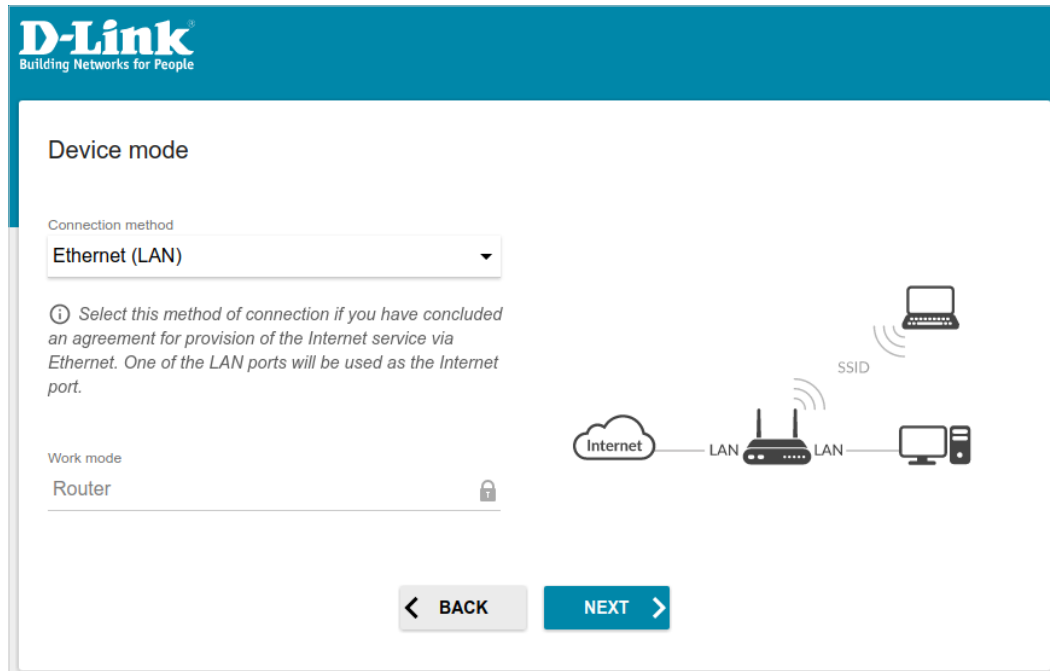 D-Link®
Building Networks for People
Device mode
Connection method
Ethernet (LAN)
Select this method of connection if you have concluded
an agreement for provision of the Internet service via
Ethernet. One of the LAN ports will be used as the Internet
port.
SSID
Internet
LAN
LAN
Work mode
Router
BACK
NEXT